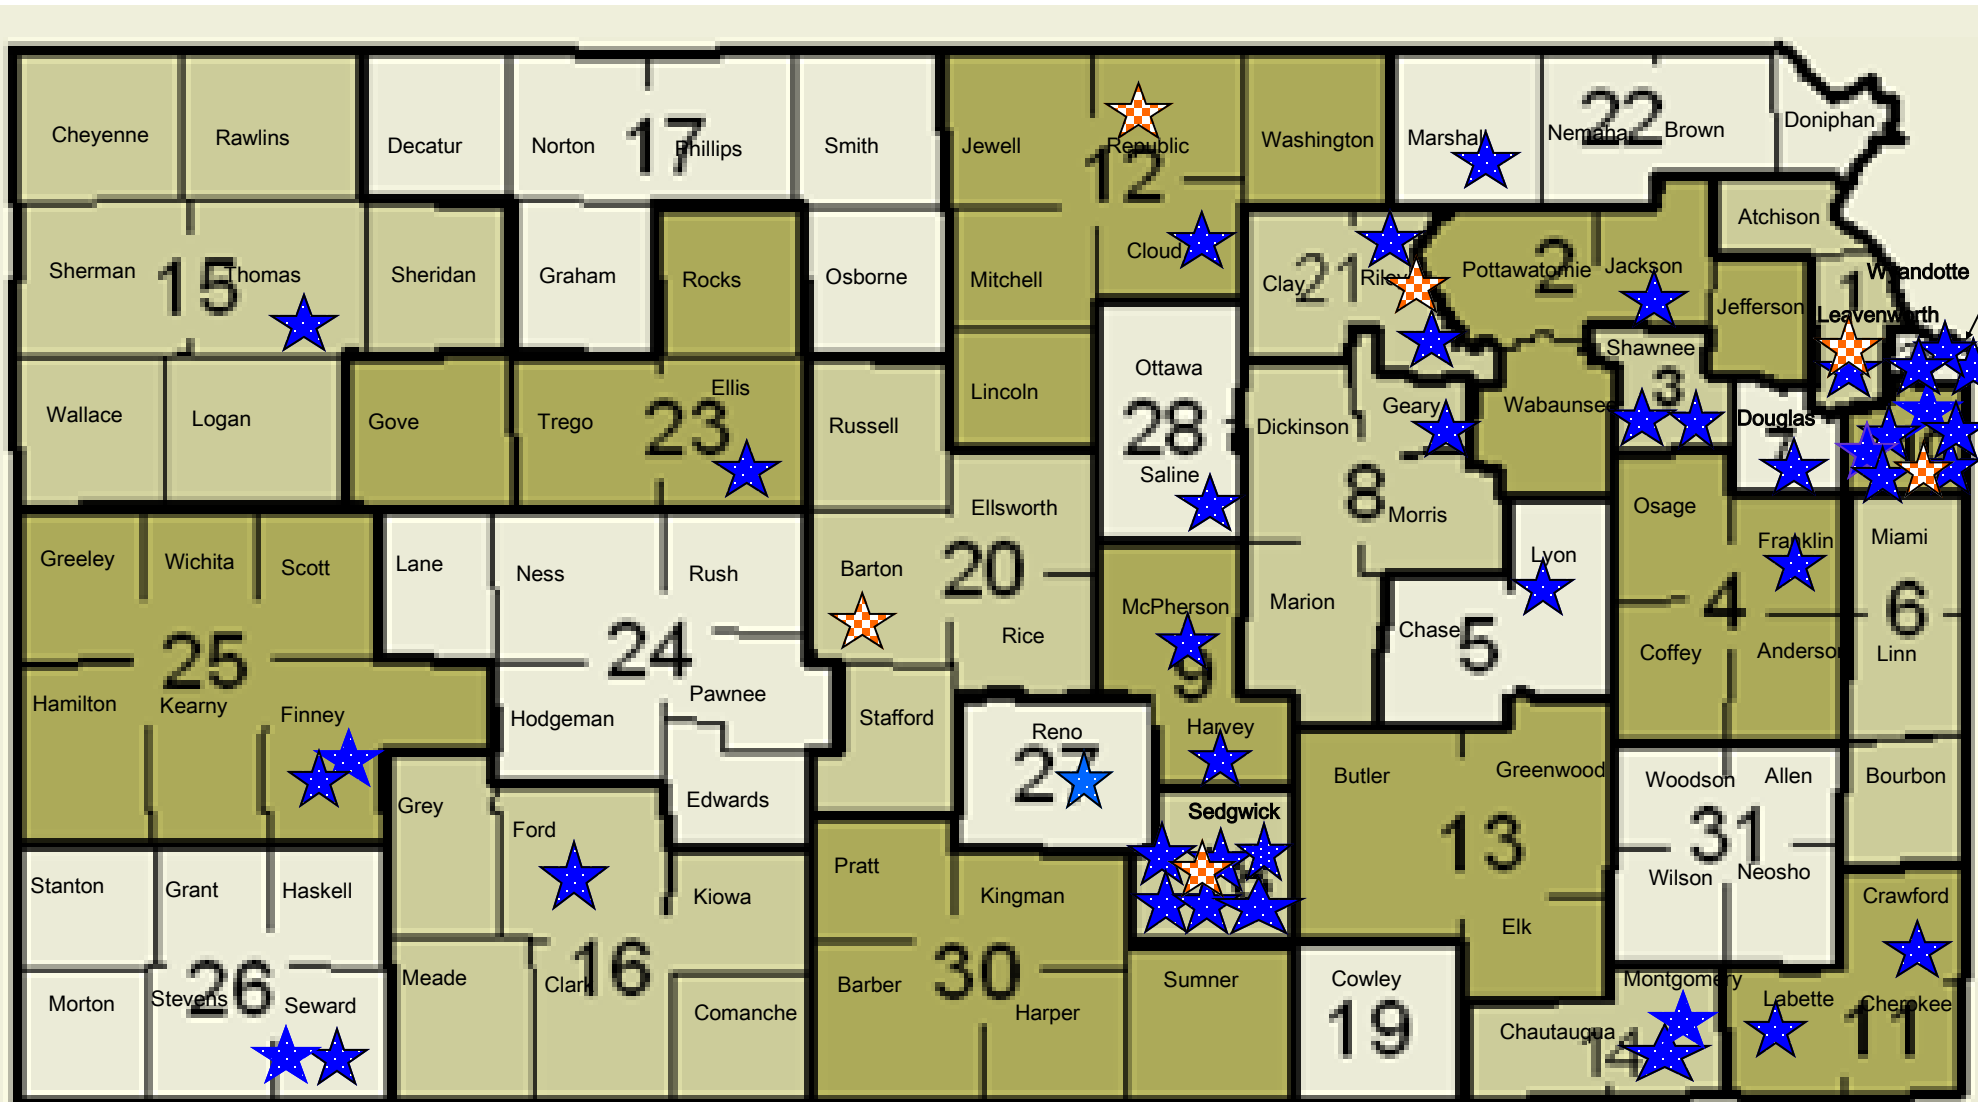 Cheyenne
Rawlins
Decatur
Norton
17
Phillips
Smith
Jewell
Republic
12
Washington
Marshall
Nemaha
22
Brown
Doniphan
Sherman
15
Thomas
Sheridan
Graham
Rocks
Osborne
Mitchell
Cloud
Clay
21
Riley
Pottawatomie
2
Jackson
Atchison
Jefferson
1
Wyandotte
Leavenworth
Wallace
Logan
Gove
Trego
Ellis
23
Russell
Lincoln
Ottawa
28
Saline
Dickinson
Geary
8
Morris
Wabaunsee
Shawnee
3
Douglas
7
Greeley
Wichita
Scott
Lane
Ness
Rush
Barton
Ellsworth
20
Rice
McPherson
9
Harvey
Marion
Chase
5
Lyon
Osage
Franklin
4
Coffey
Anderson
Miami
6
Linn
25
Hamilton
Kearny
Finney
24
Hodgeman
Pawnee
Edwards
Stafford
Reno
27
Sedgwick
Butler
13
Greenwood
Elk
Woodson
Allen
31
Wilson
Neosho
Bourbon
Crawford
Grey
Ford
Kiowa
Pratt
Kingman
Stanton
Grant
Haskell
Morton
Stevens
26
Seward
Meade
Clark
16
Comanche
Barber
30
Harper
Sumner
Cowley
19
Chautauqua
14
Montgomery
Labette
Cherokee
11